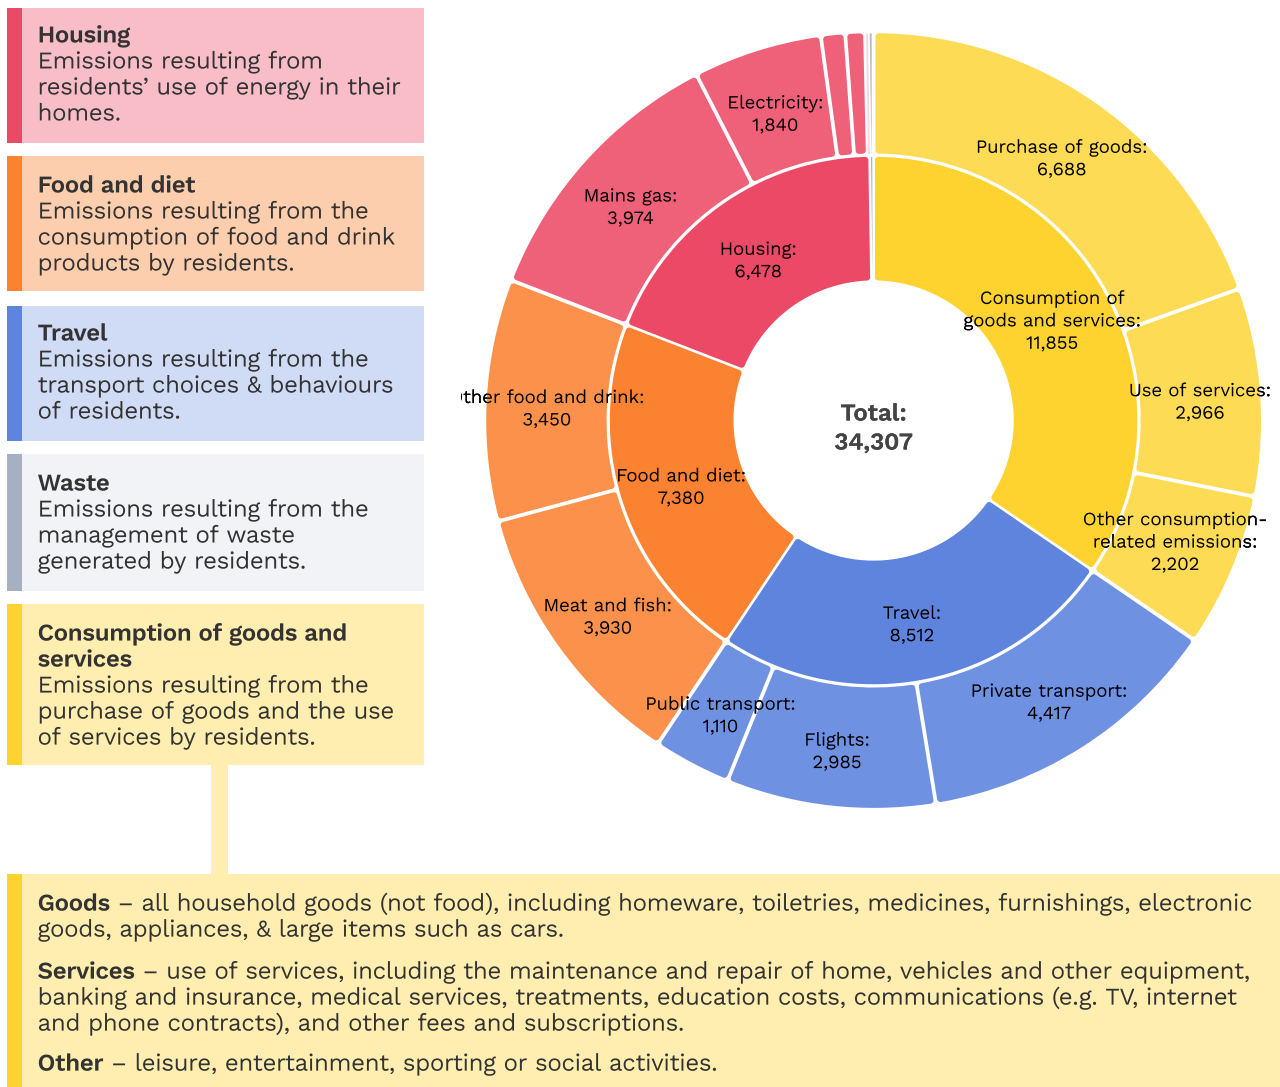 Housing
Emissions resulting from
residents’ use of energy in their
homes.
Food and diet
Emissions resulting from the
consumption of food and drink
products by residents.
Travel
Emissions resulting from the
transport choices & behaviours
of residents.
Waste
Emissions resulting from the
management of waste
generated by residents.
Consumption of goods and
services
Emissions resulting from the
purchase of goods and the use
of services by residents.
Electricity:
1,840
Purchase of goods:
6,688
Mains gas:
3,974
Housing:
6,478
Consumption of
goods and services:
11,855
ther food and drink:
3,450
Use of services:
2,966
Total:
34,307
Food and diet:
7,380
Other consumption-
related emissions:
2,202
Meat and fish:
3,930
Travel:
8,512
Public transport:
1,110
Private transport:
4,417
Flights:
2,985
Goods – all household goods (not food), including homeware, toiletries, medicines, furnishings, electronic
goods, appliances, & large items such as cars.
Services – use of services, including the maintenance and repair of home, vehicles and other equipment,
banking and insurance, medical services, treatments, education costs, communications (e.g. TV, internet
and phone contracts), and other fees and subscriptions.
Other – leisure, entertainment, sporting or social activities.